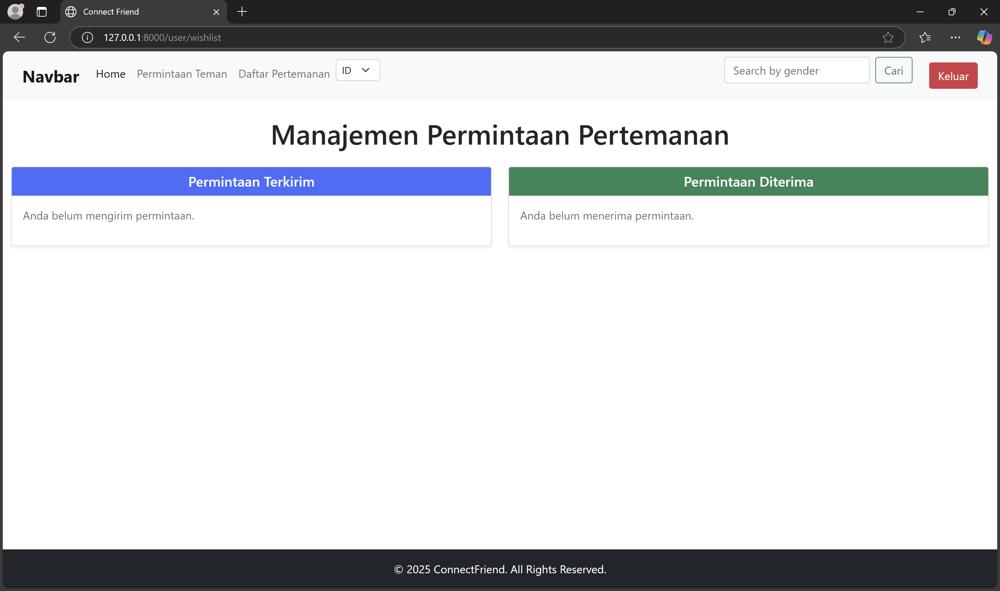 Connect Friend
127.0.0.1:8000/user/wishlist
Navbar Home Permintaan Teman Daftar Pertemanan ID Search by gender Cari Keluar
Manajemen Permintaan Pertemanan
Permintaan Terkirim
Anda belum mengirim permintaan.
Permintaan Diterima
Anda belum menerima permintaan.
© 2025 ConnectFriend. All Rights Reserved.